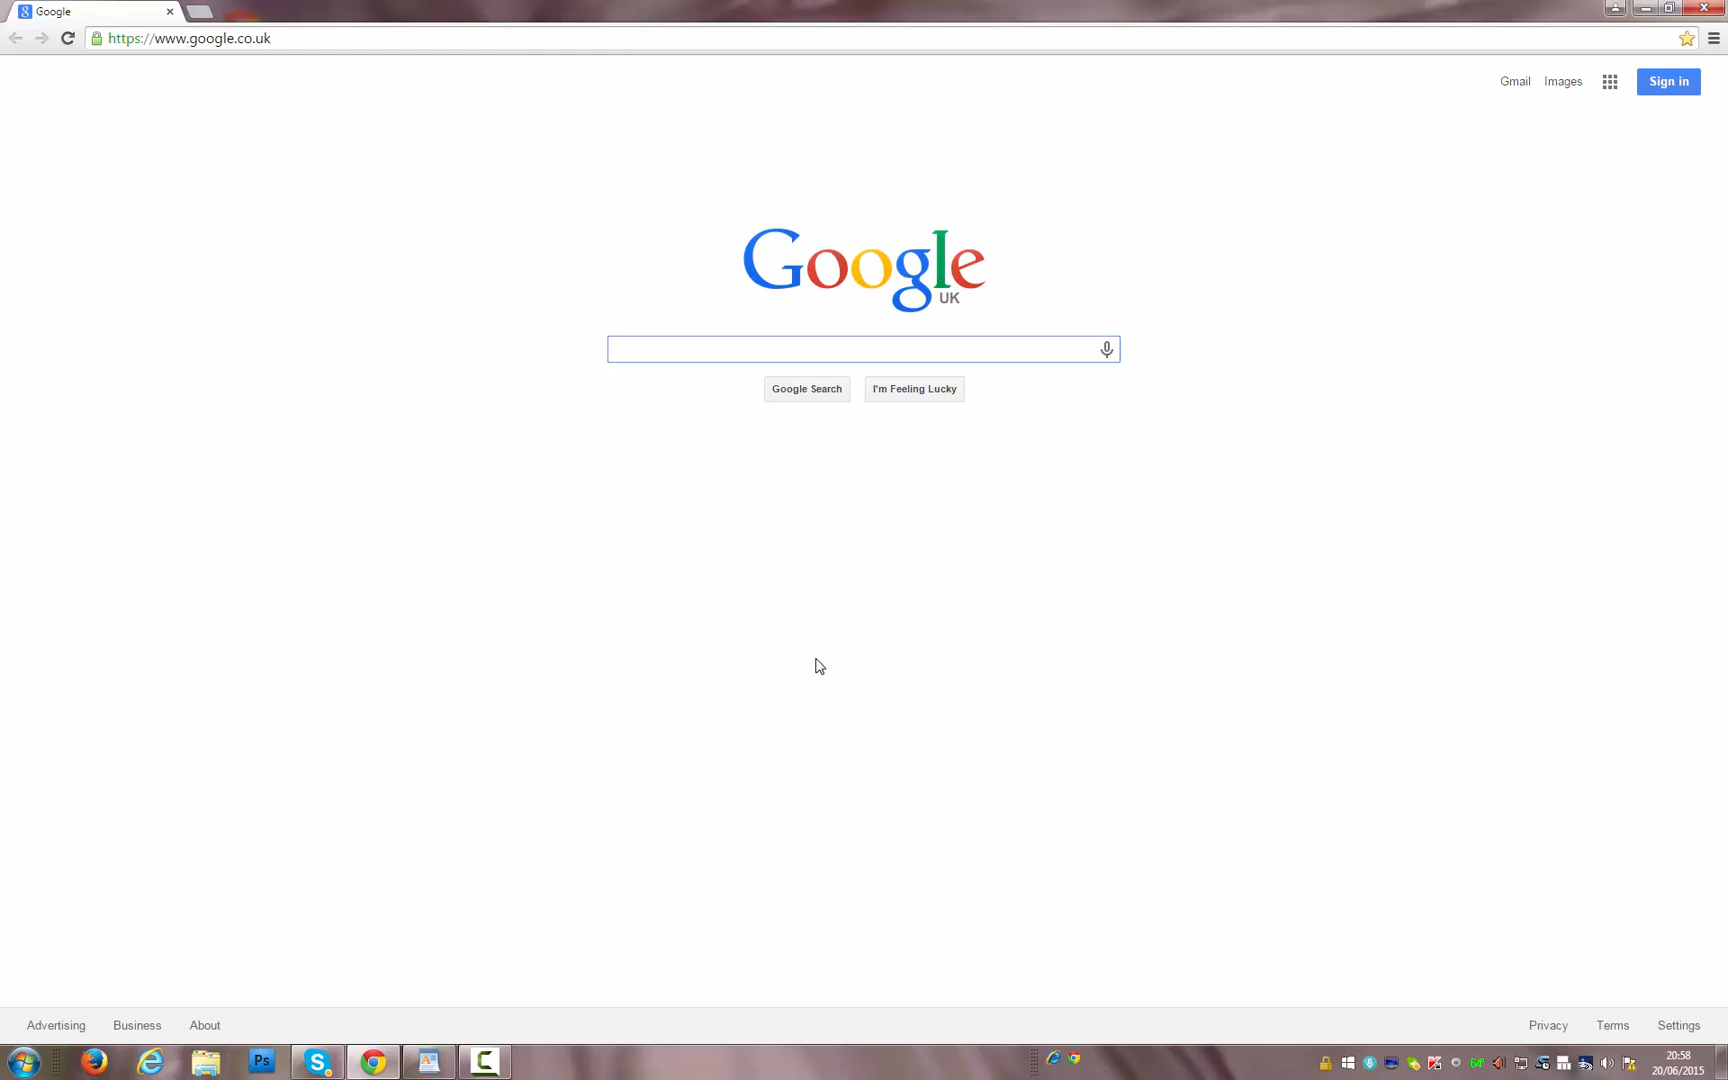 Google
https://www.google.co.uk
Gmail Images Sign in
Google
UK
Google Search I'm Feeling Lucky
Advertising Business About Privacy Terms Settings
Ps
64°
20:58
20/06/2015